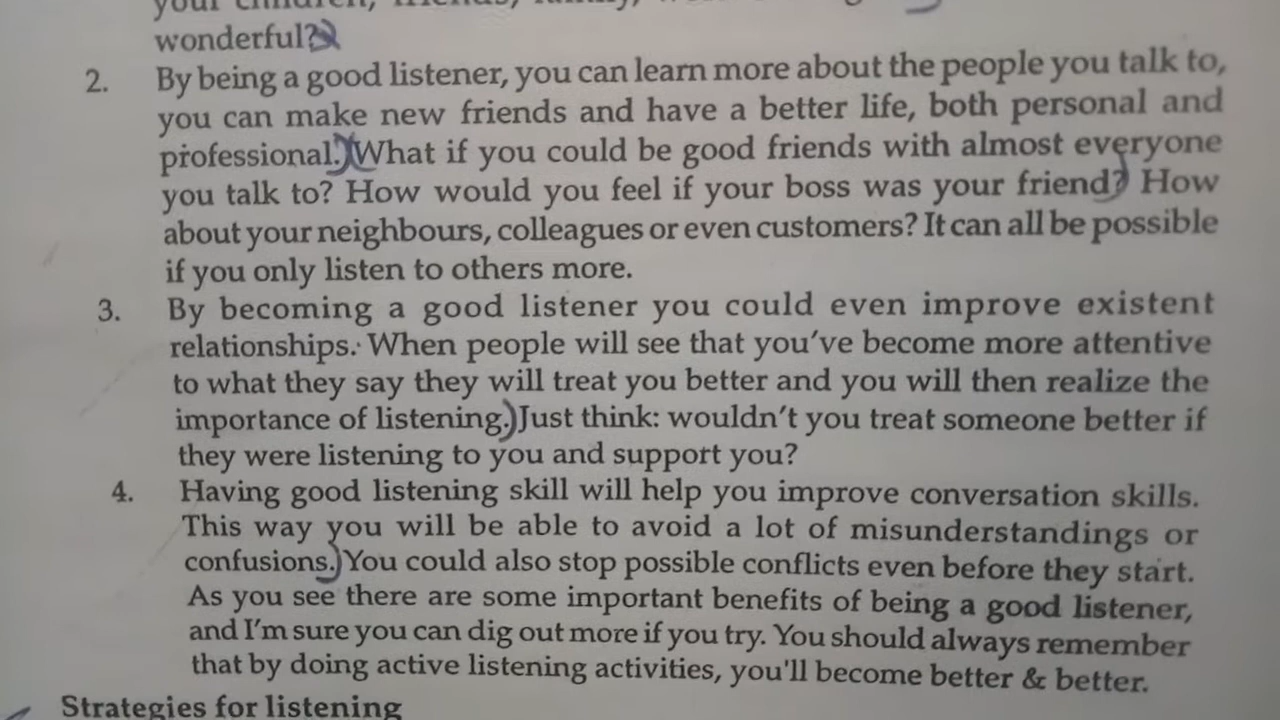 wonderful?
2. By being a good listener, you can learn more about the people you talk to,
you can make new friends and have a better life, both personal and
professional. What if you could be good friends with almost everyone
you talk to? How would you feel if your boss was your friend? How
about your neighbours, colleagues or even customers? It can all be possible
if you only listen to others more.
3. By becoming a good listener you could even improve existent
relationships. When people will see that you've become more attentive
to what they say they will treat you better and you will then realize the
importance of listening. Just think: wouldn't you treat someone better if
they were listening to you and support you?
4. Having good listening skill will help you improve conversation skills.
This way you will be able to avoid a lot of misunderstandings or
confusions. You could also stop possible conflicts even before they start.
As you see there are some important benefits of being a good listener,
and I'm sure you can dig out more if you try. You should always remember
that by doing active listening activities, you'll become better & better.
Strategies for listening